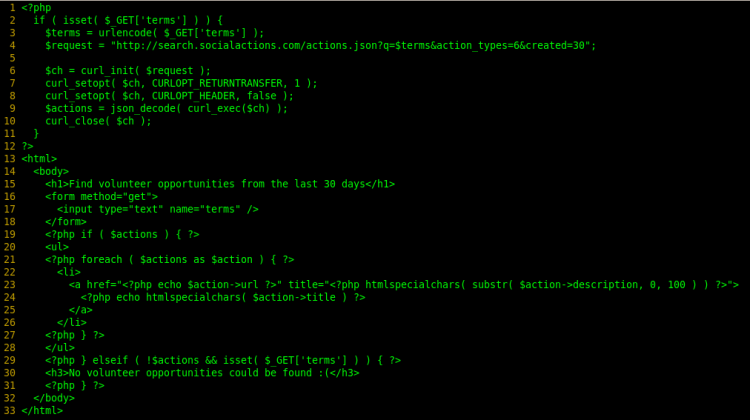 1 <?php
2 if ( isset( $_GET['terms'] ) ) {
3 $terms = urlencode( $_GET['terms'] );
4 $request = "http://search.socialactions.com/actions.json?q=$terms&action_types=6&created=30";
5
6 $ch = curl_init( $request );
7 curl_setopt( $ch, CURLOPT_RETURNTRANSFER, 1 );
8 curl_setopt( $ch, CURLOPT_HEADER, false );
9 $actions = json_decode( curl_exec($ch) );
10 curl_close( $ch );
11 }
12 ?>
13 <html>
14 <body>
15 <h1>Find volunteer opportunities from the last 30 days</h1>
16 <form method="get">
17 <input type="text" name="terms" />
18 </form>
19 <?php if ( $actions ) { ?>
20 <ul>
21 <?php foreach ( $actions as $action ) { ?>
22 <li>
23 <a href="<?php echo $action->url ?>" title="<?php htmlspecialchars( substr( $action->description, 0, 100 ) ) ?>">
24 <?php echo htmlspecialchars( $action->title ) ?>
25 </a>
26 </li>
27 <?php } ?>
28 </ul>
29 <?php } elseif ( !$actions && isset( $_GET['terms'] ) ) { ?>
30 <h3>No volunteer opportunities could be found :(</h3>
31 <?php } ?>
32 </body>
33 </html>